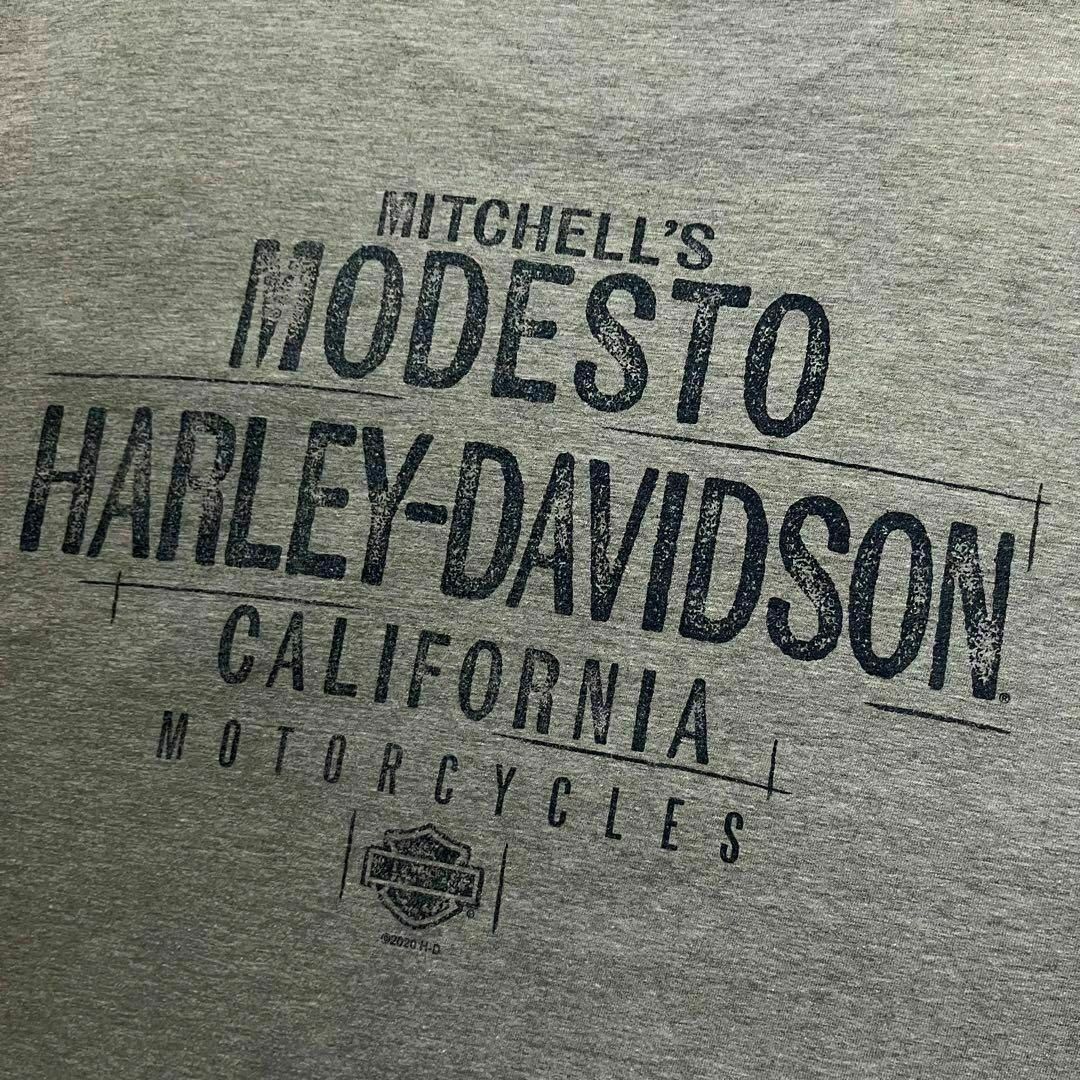 MITCHELL'S
MODESTO
HARLEY-DAVIDSON®
CALIFORNIA
MOTORCYCLES
©2020 H-D